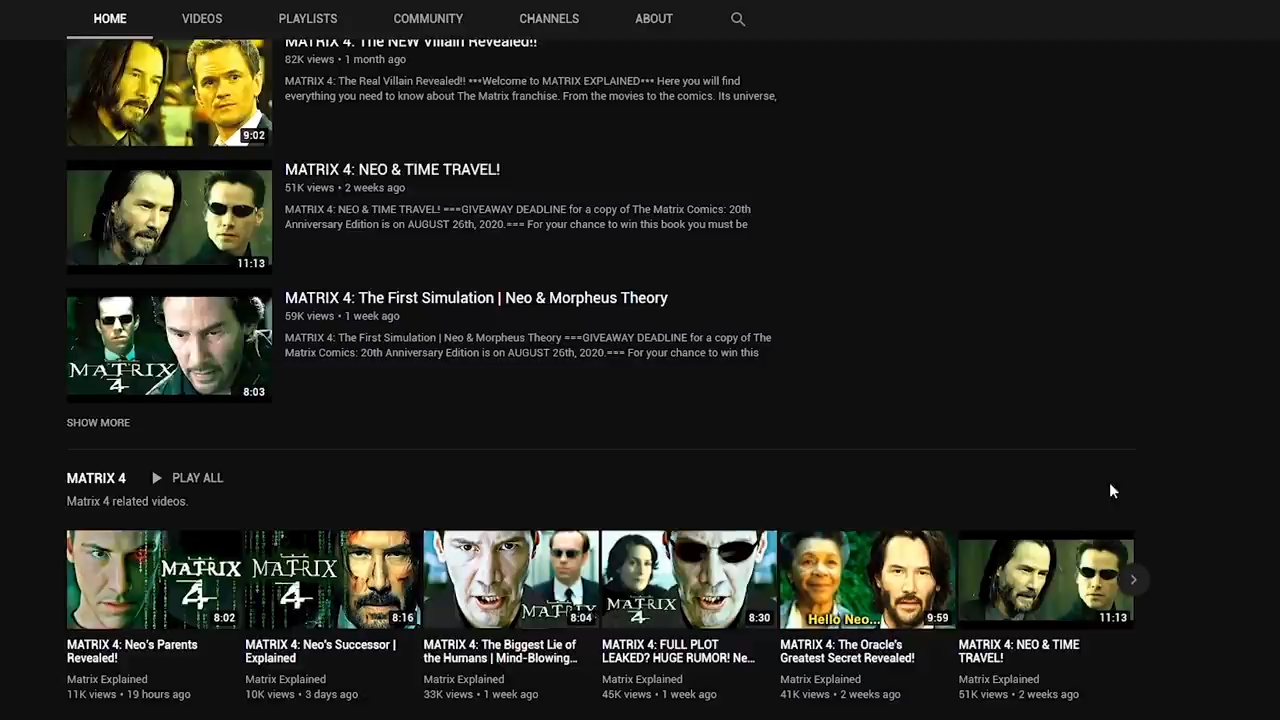 HOME VIDEOS PLAYLISTS COMMUNITY CHANNELS ABOUT
MATRIX 4: The NEW Villain Revealed!!
82K views • 1 month ago
MATRIX 4: The Real Villain Revealed!! •••Welcome to MATRIX EXPLAINED••• Here you will find
everything you need to know about The Matrix franchise. From the movies to the comics. Its universe,
9:02
MATRIX 4: NEO & TIME TRAVEL!
51K views • 2 weeks ago
MATRIX 4: NEO & TIME TRAVEL! ===GIVEAWAY DEADLINE for a copy of The Matrix Comics: 20th
Anniversary Edition is on AUGUST 26th, 2020.=== For your chance to win this book you must be
11:13
MATRIX 4: The First Simulation | Neo & Morpheus Theory
59K views • 1 week ago
MATRIX 4: The First Simulation | Neo & Morpheus Theory ===GIVEAWAY DEADLINE for a copy of The
Matrix Comics: 20th Anniversary Edition is on AUGUST 26th, 2020.=== For your chance to win this
MATRIX
4
8:03
SHOW MORE
MATRIX 4 PLAY ALL
Matrix 4 related videos.
MATRIX
4
8:02
MATRIX 4: Neo's Parents
Revealed!
Matrix Explained
11K views • 19 hours ago
MATRIX
4
8:16
MATRIX 4: Neo's Successor |
Explained
Matrix Explained
10K views • 3 days ago
MATRIX
4
8:04
MATRIX 4: The Biggest Lie of
the Humans | Mind-Blowing...
Matrix Explained
33K views • 1 week ago
MATRIX
4
8:30
MATRIX 4: FULL PLOT
LEAKED? HUGE RUMOR! Ne...
Matrix Explained
45K views • 1 week ago
Hello Neo...
9:59
MATRIX 4: The Oracle's
Greatest Secret Revealed!
Matrix Explained
41K views • 2 weeks ago
11:13
MATRIX 4: NEO & TIME
TRAVEL!
Matrix Explained
51K views • 2 weeks ago